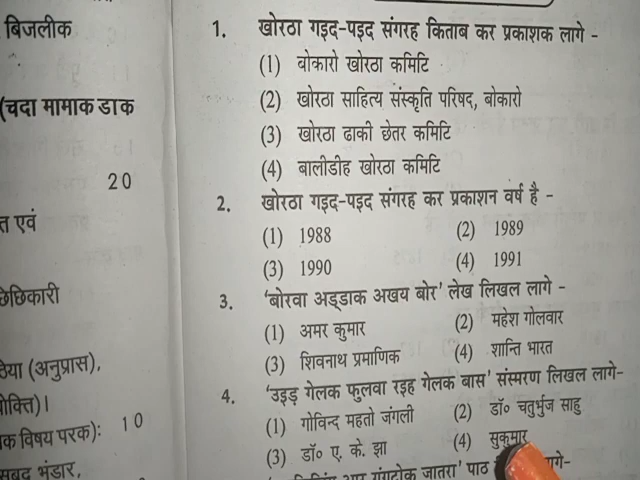 बिजलीक
(चदा मामाक डाक
20
त एवं
छेछिकारी
ठेया (अनुप्रास),
ोक्ति)।
क विषय परक): 10
सबद भंडार,
1. खोरठा गइद-पइद संगरह किताब कर प्रकाशक लागे -
(1) बोकारो खोरठा कमिटि
(2) खोरठा साहित्य संस्कृति परिषद, बोकारो
(3) खोरठा ढाकी छेतर कमिटि
(4) बालीडीह खोरठा कमिटि
2. खोरठा गइद-पइद संगरह कर प्रकाशन वर्ष है -
(1) 1988 (2) 1989
(3) 1990 (4) 1991
3. 'बोरवा अड्डाक अखय बोर' लेख लिखल लागे -
(1) अमर कुमार (2) महेश गोलवार
(3) शिवनाथ प्रमाणिक (4) शान्ति भारत
4. 'उइड़ गेलक फुलवा रइह गेलक बास' संस्मरण लिखल लागे-
(1) गोविन्द महतो जंगली (2) डॉ० चतुर्भुज साहु
(3) डॉ० ए. के. झा (4) सुकुमार
जातरा' पाठ